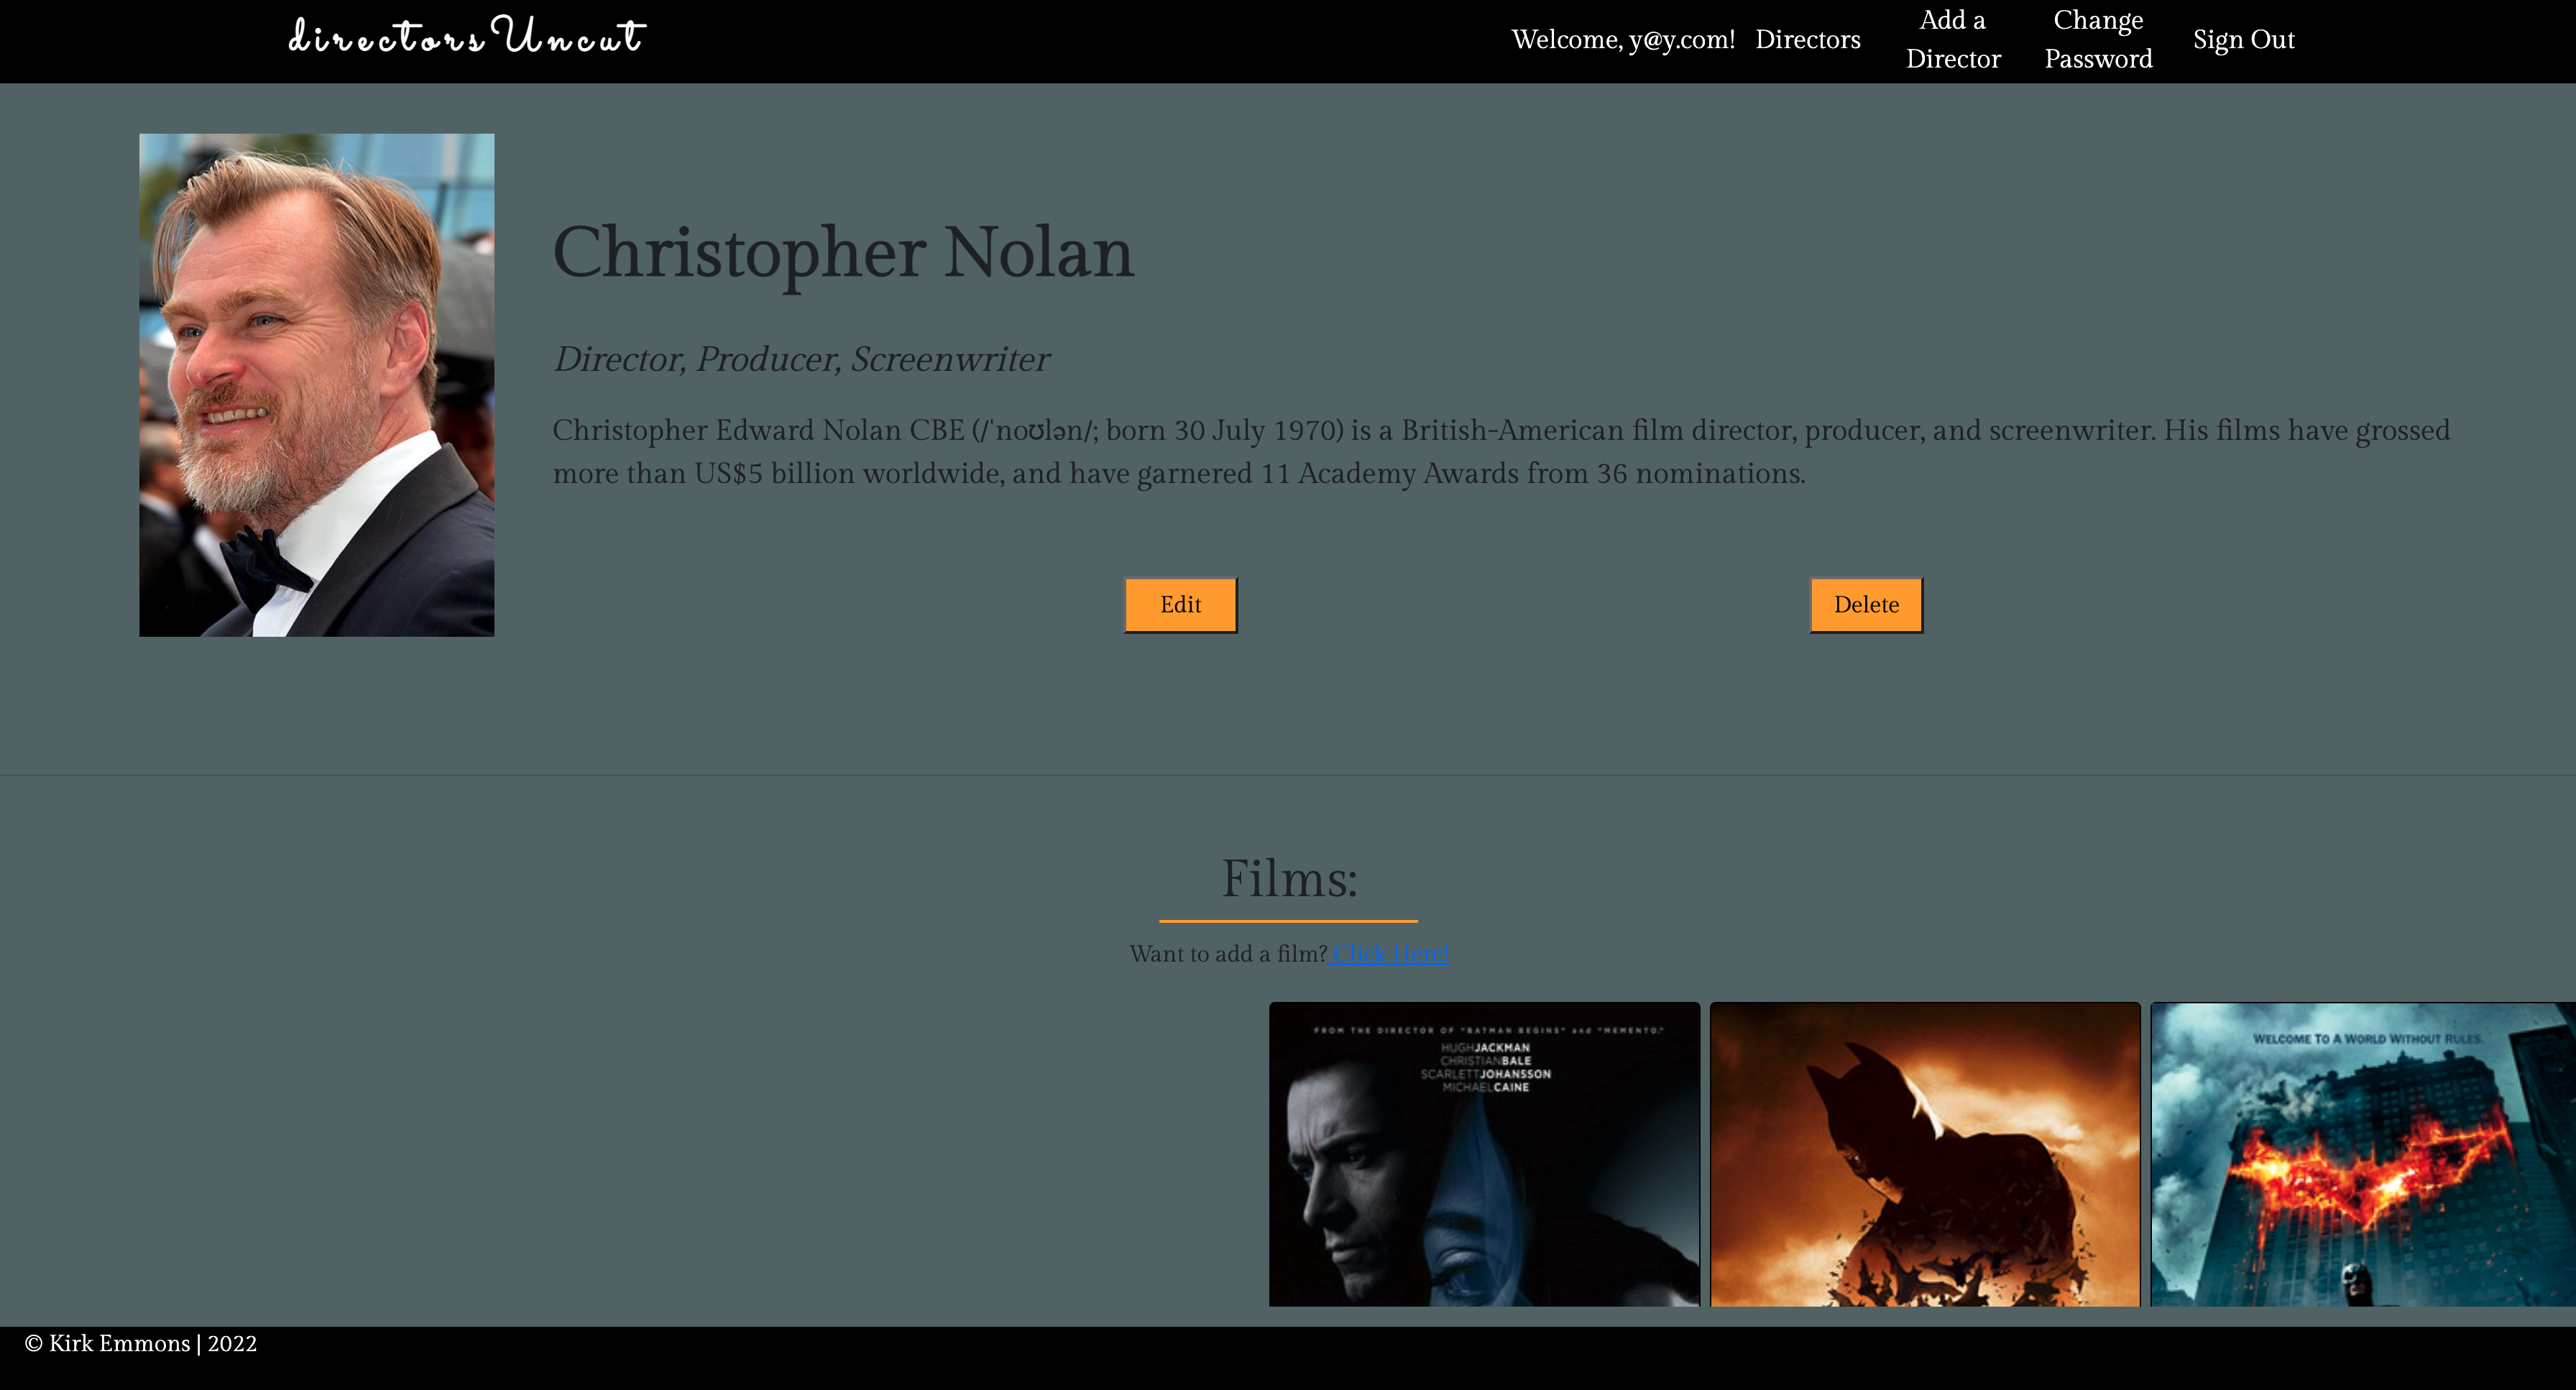 directorsUncut
Welcome, y@y.com!
Directors
Add a
Director
Change
Password
Sign Out
Christopher Nolan
Director, Producer, Screenwriter
Christopher Edward Nolan CBE (/ˈnoʊlən/; born 30 July 1970) is a British-American film director, producer, and screenwriter. His films have grossed
more than US$5 billion worldwide, and have garnered 11 Academy Awards from 36 nominations.
Edit
Delete
Films:
Want to add a film? Click Here!
FROM THE DIRECTOR OF "BATMAN BEGINS" and "MEMENTO."
HUGH JACKMAN
CHRISTIAN BALE
SCARLETT JOHANSSON
MICHAEL CAINE
WELCOME TO A WORLD WITHOUT RULES.
© Kirk Emmons | 2022